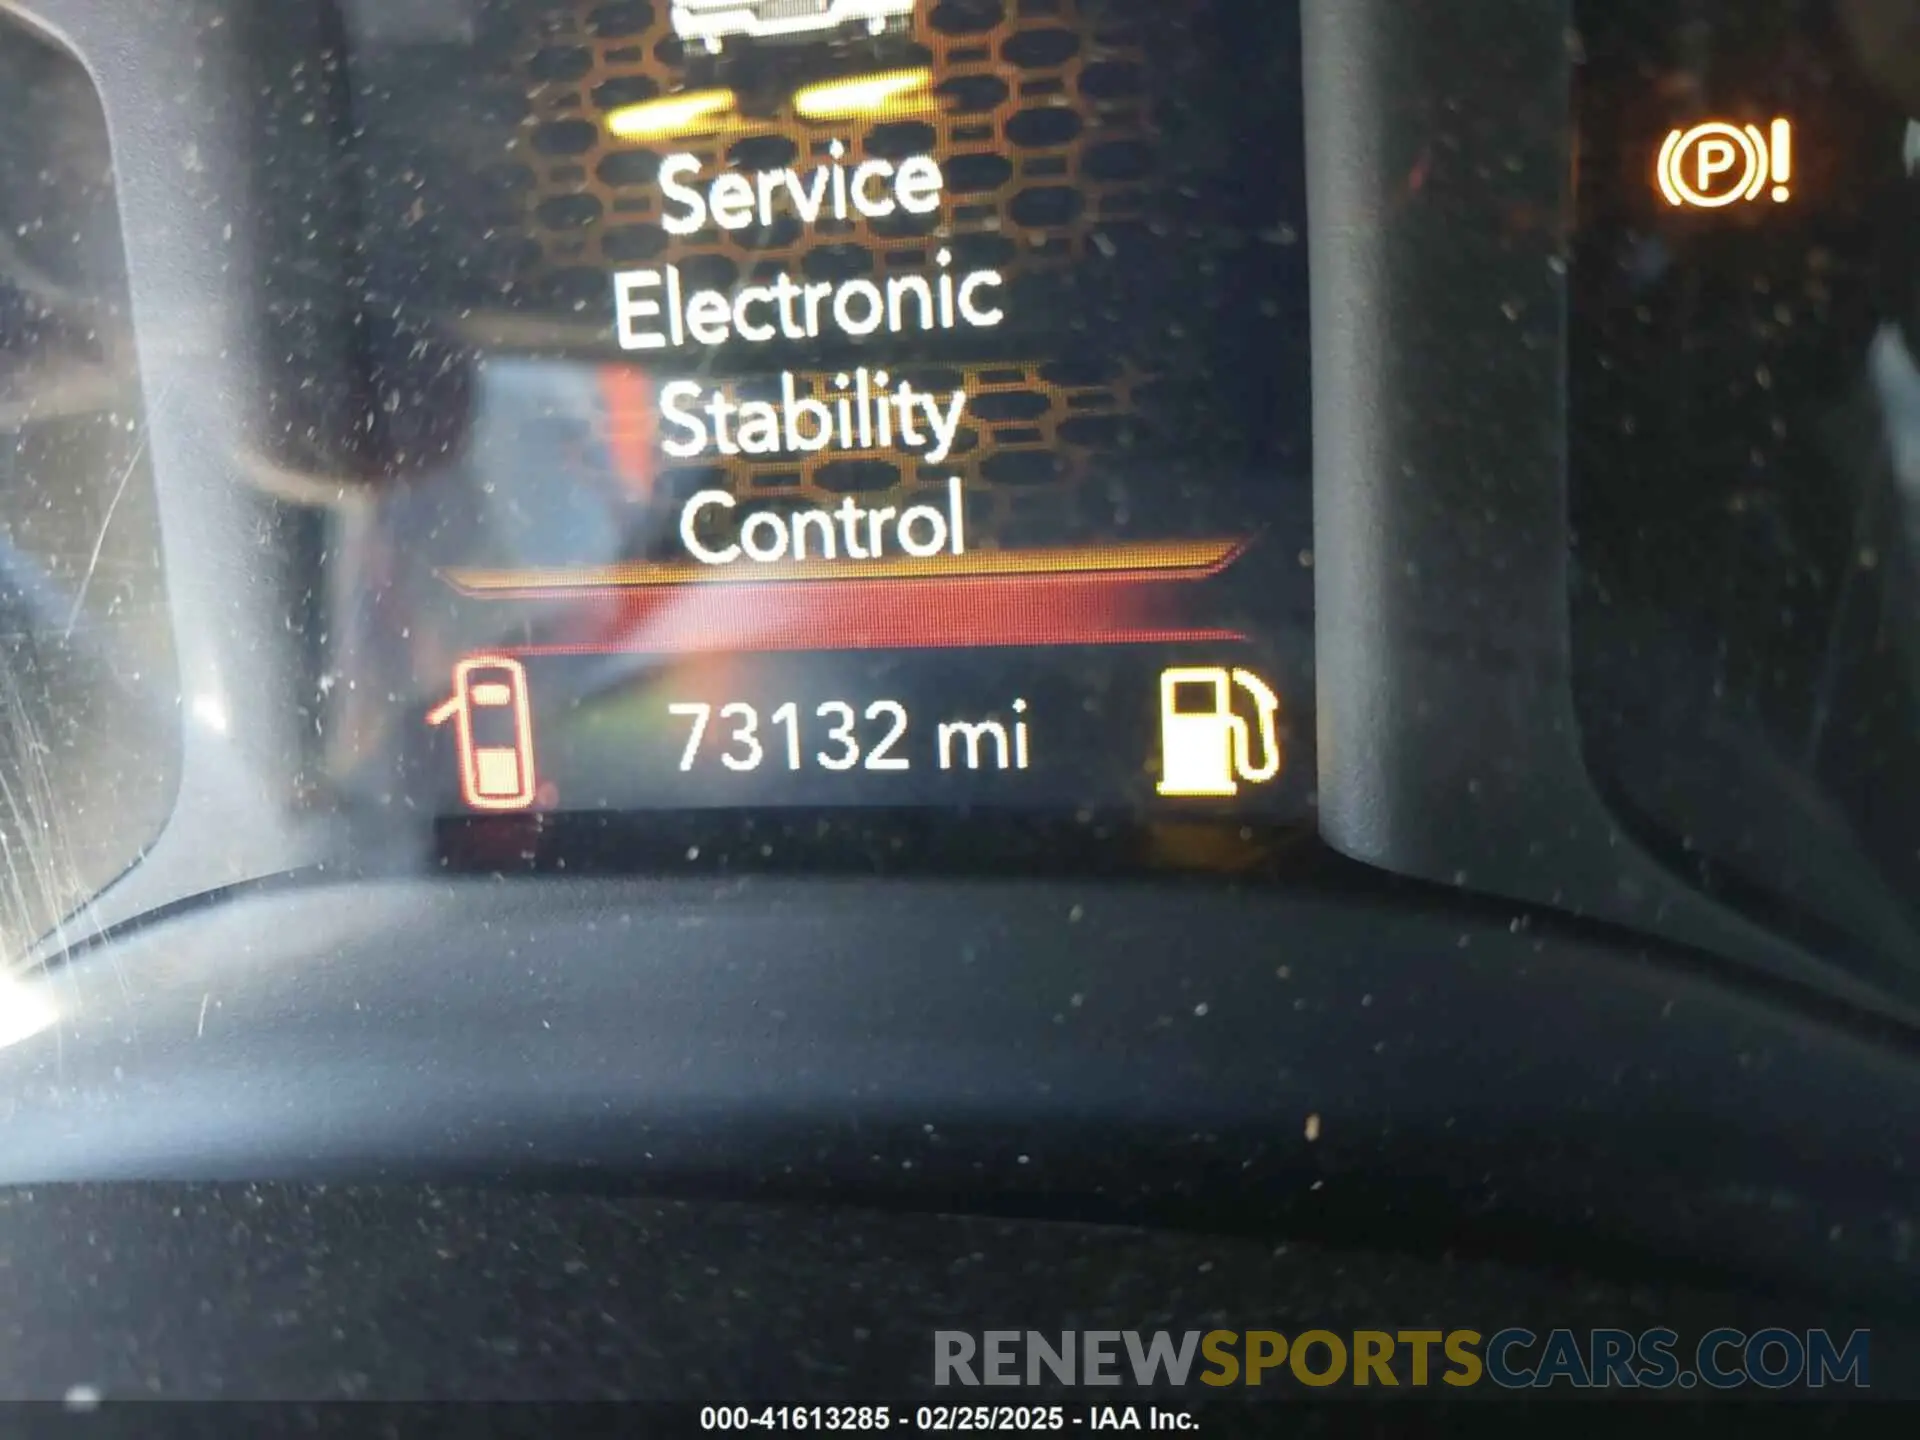 Service
Electronic
Stability
Control
(P)!
73132 mi
RENEWSPORTSCARS.COM
000-41613285 - 02/25/2025 - IAA Inc.